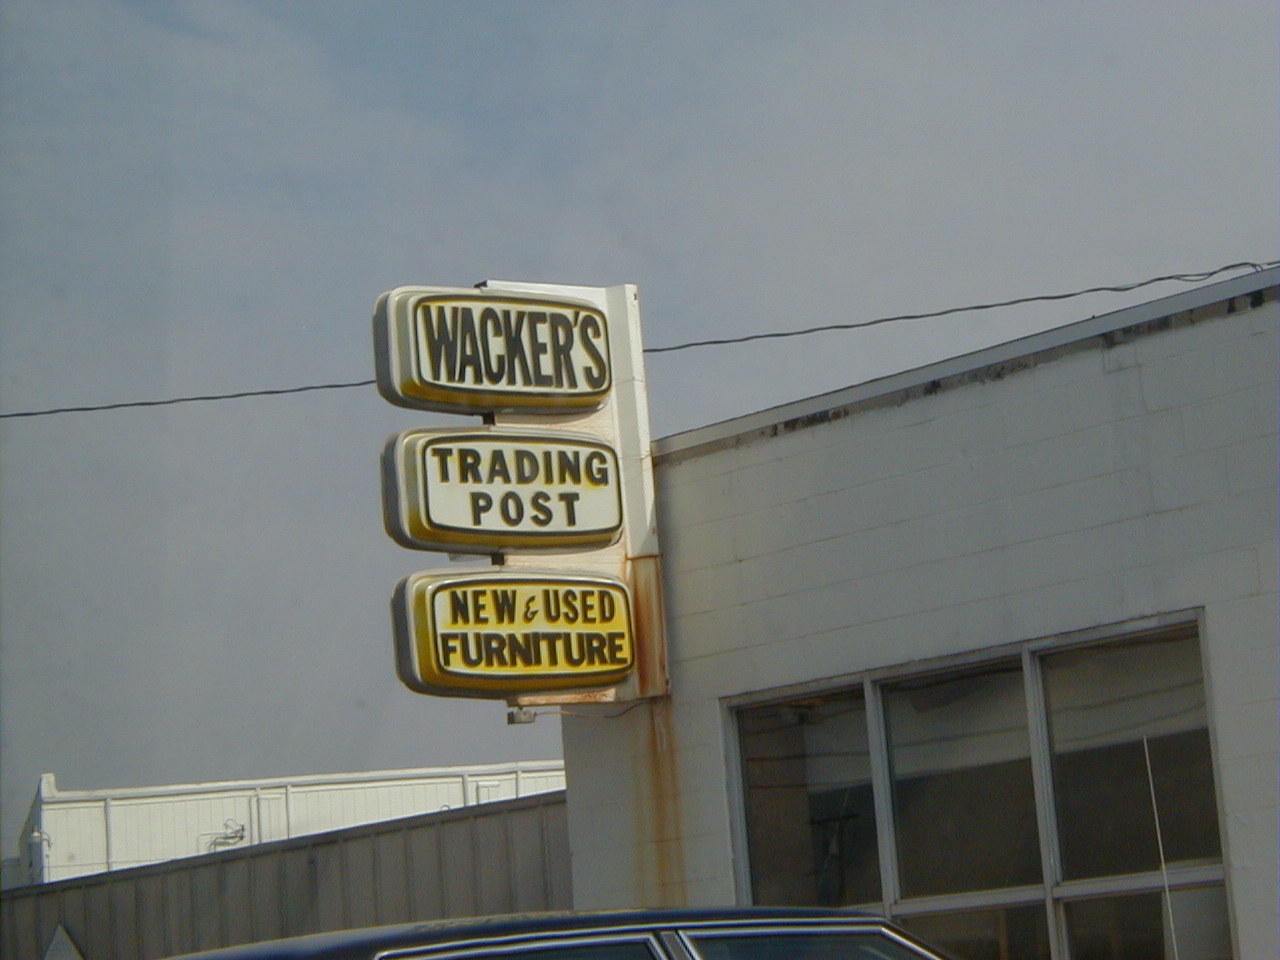 WACKER'S
TRADING
POST
NEW & USED
FURNITURE